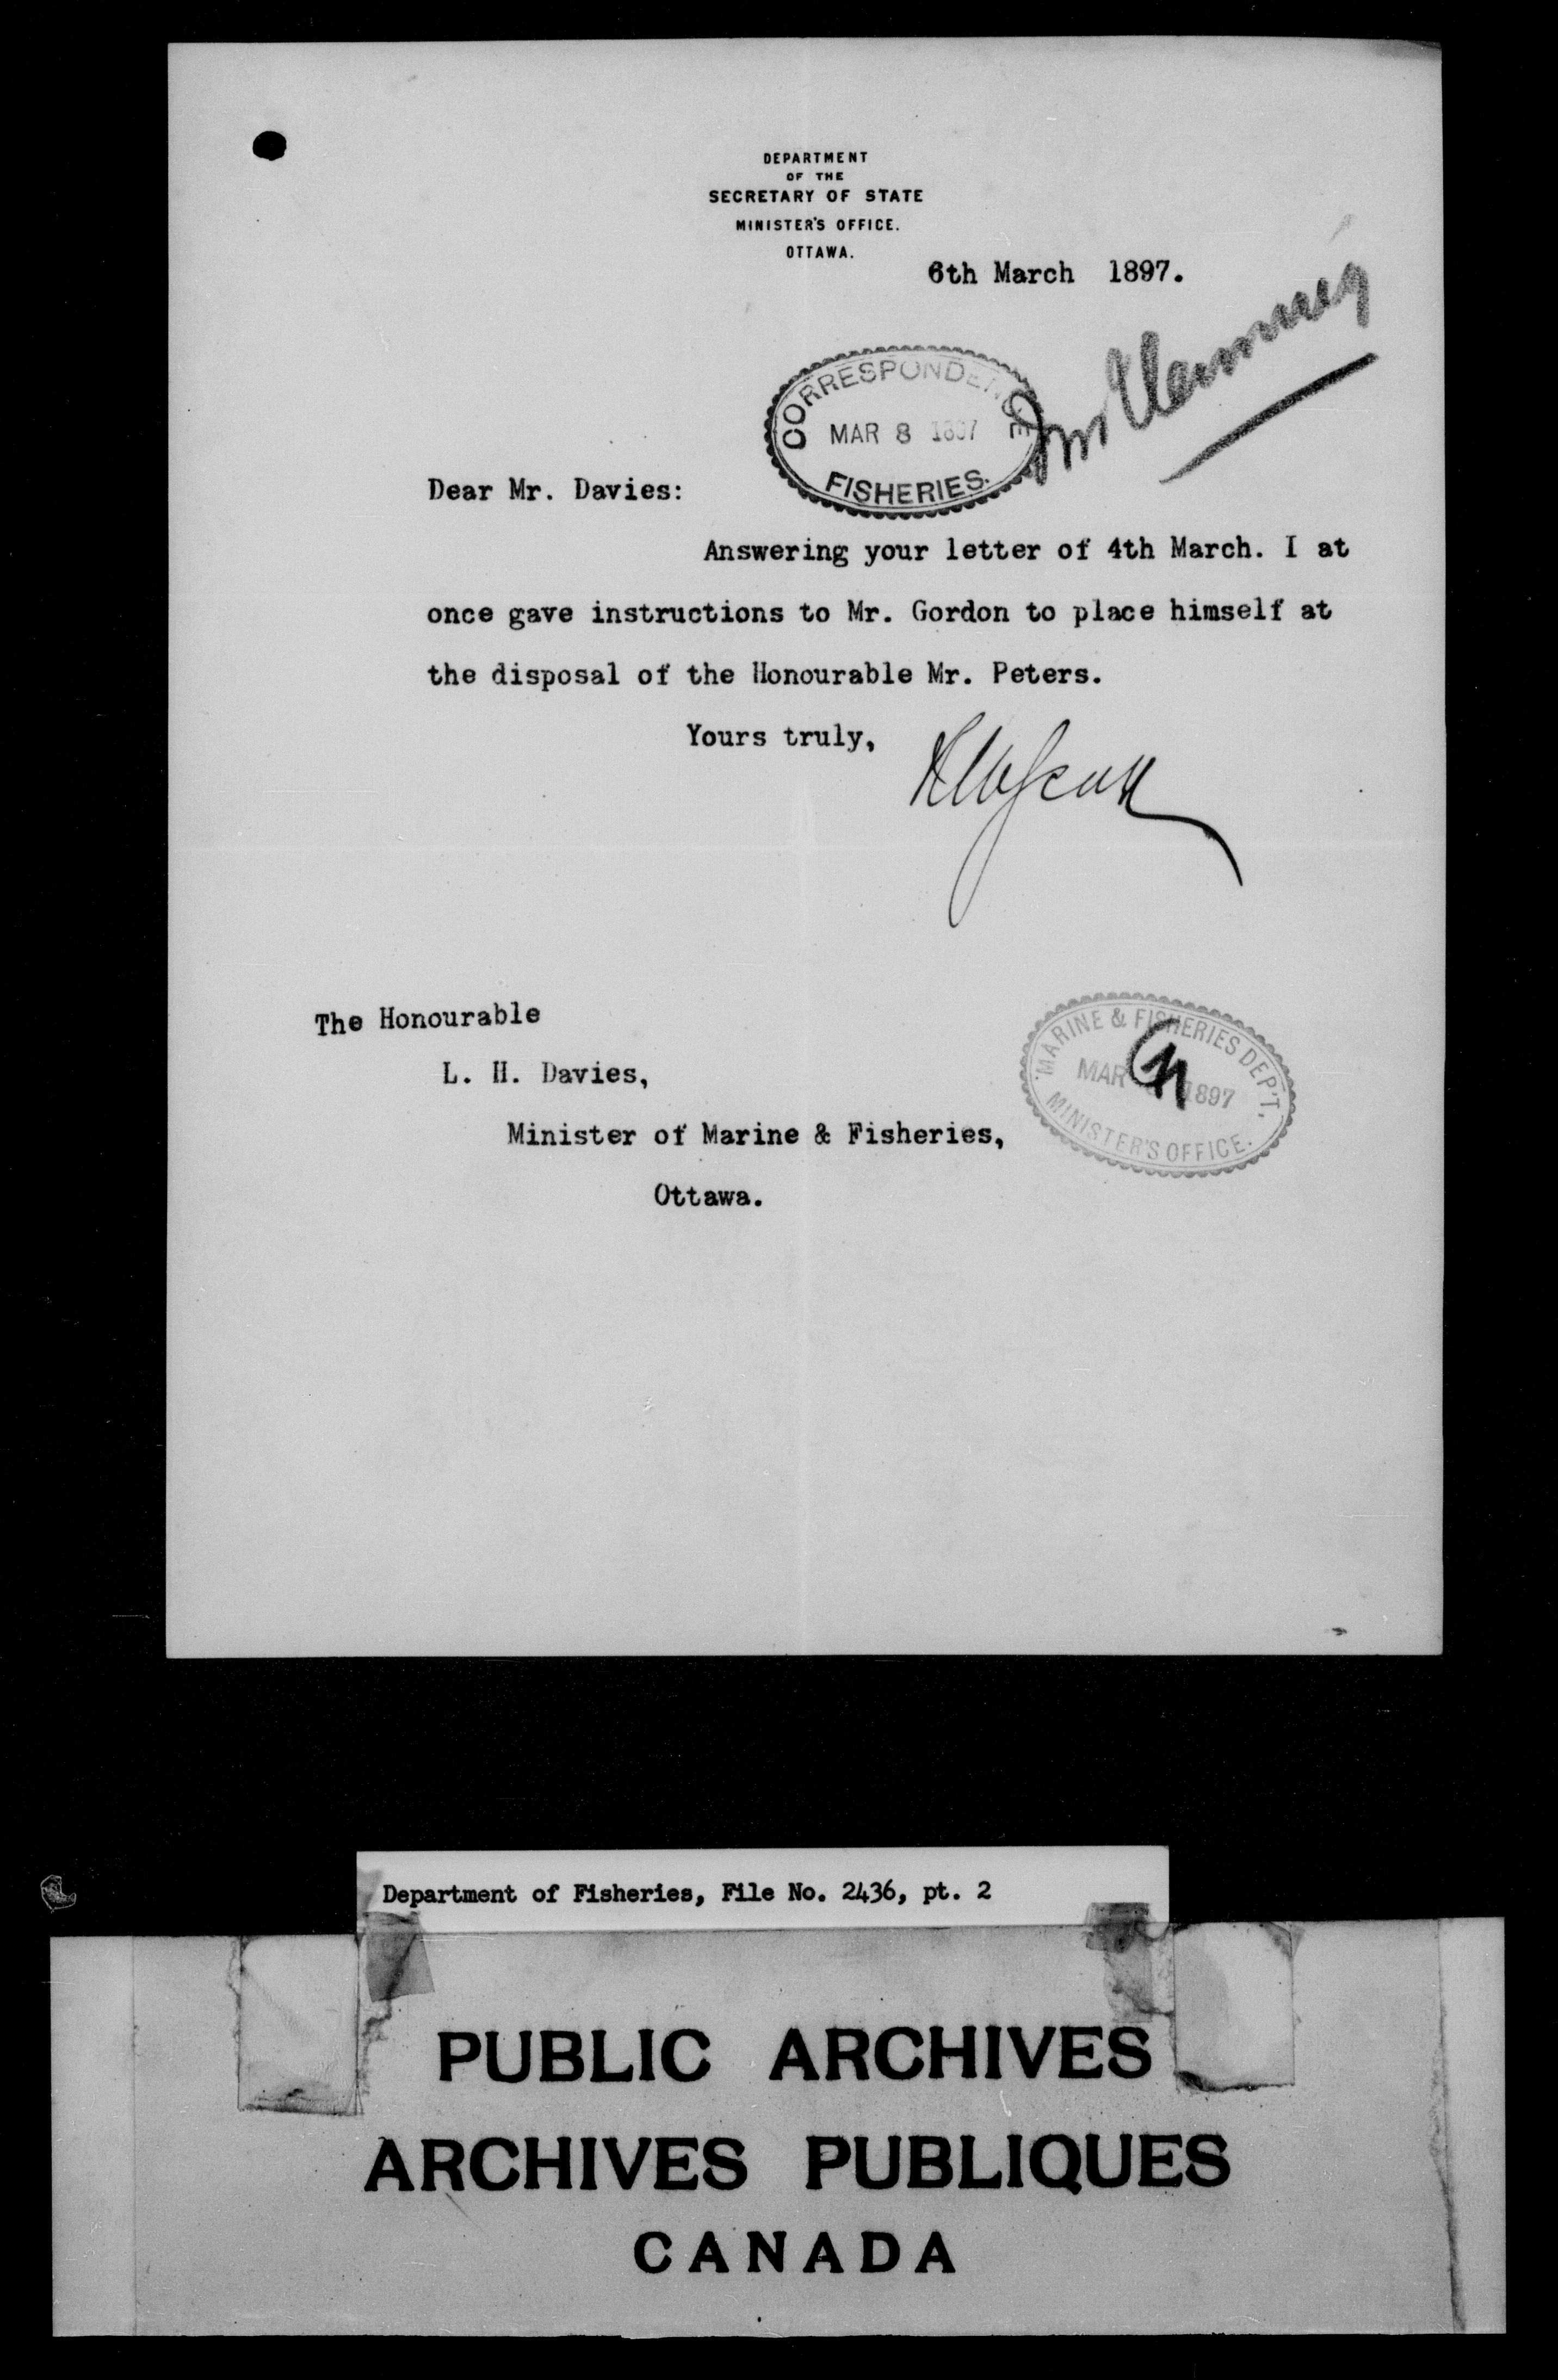 DEPARTMENT
OF THE
SECRETARY OF STATE
MINISTER'S OFFICE.
OTTAWA.
6th March 1897.
CORRESPONDENCE
MAR 8 1897
FISHERIES.
Dear Mr. Davies:
Answering your letter of 4th March. I at
once gave instructions to Mr. Gordon to place himself at
the disposal of the Honourable Mr. Peters.
Yours truly,
RWScott
The Honourable
L. H. Davies,
Minister of Marine & Fisheries,
Ottawa.
MARINE & FISHERIES DEP'T.
MAR 1897
MINISTER'S OFFICE.
Department of Fisheries, File No. 2436, pt. 2
PUBLIC ARCHIVES
ARCHIVES PUBLIQUES
CANADA